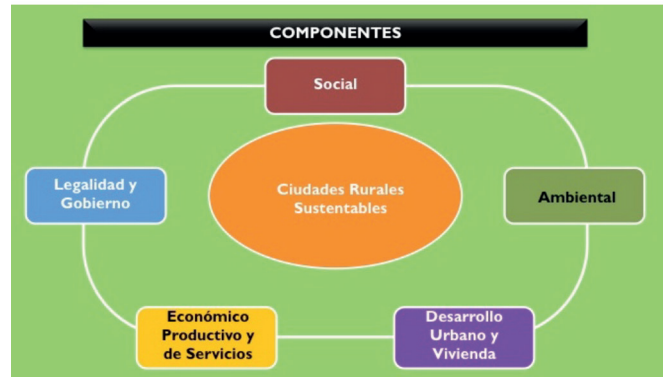 COMPONENTES
Social
Legalidad y
Gobierno
Ciudades Rurales
Sustentables
Ambiental
Económico
Productivo y
de Servicios
Desarrollo
Urbano y
Vivienda